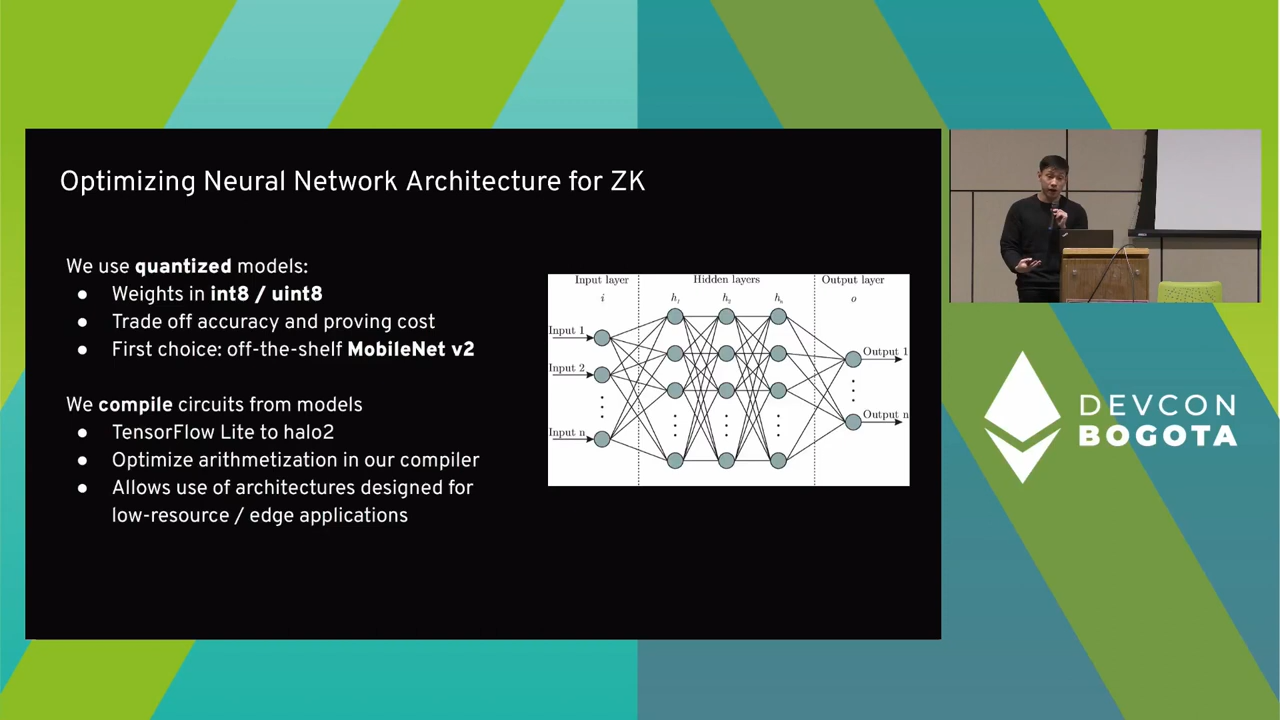 Optimizing Neural Network Architecture for ZK
We use quantized models:
● Weights in int8 / uint8
● Trade off accuracy and proving cost
● First choice: off-the-shelf MobileNet v2
We compile circuits from models
● TensorFlow Lite to halo2
● Optimize arithmetization in our compiler
● Allows use of architectures designed for
low-resource / edge applications
Input layer
Hidden layers
Output layer
i
h₁
h₂
hₙ
o
Input 1
Input 2
Input n
Output 1
Output n
DEVCON
BOGOTA